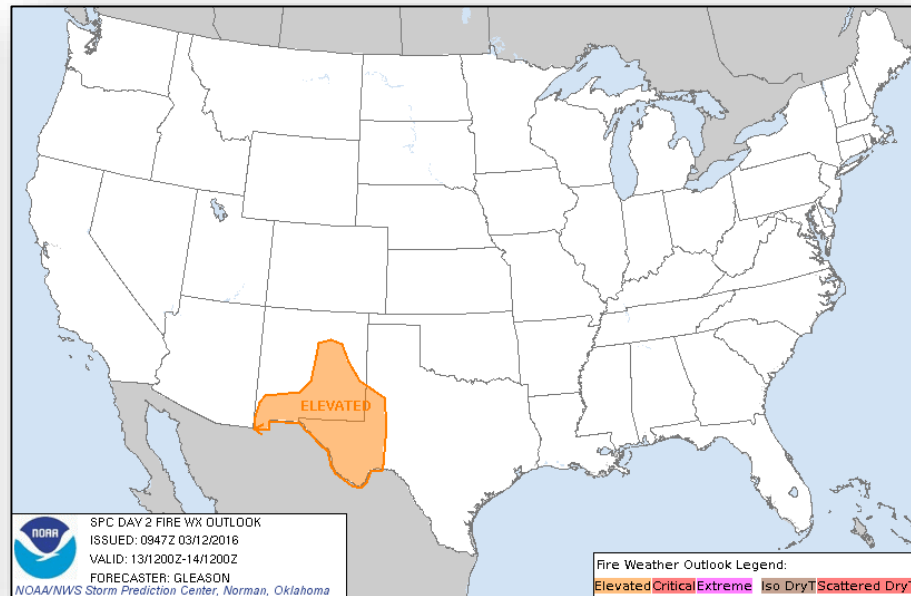 ELEVATED
NOAA
SPC DAY 2 FIRE WX OUTLOOK
ISSUED: 0947Z 03/12/2016
VALID: 13/1200Z-14/1200Z
FORECASTER: GLEASON
NOAA/NWS Storm Prediction Center, Norman, Oklahoma
Fire Weather Outlook Legend:
Elevated Critical Extreme Iso DryT Scattered DryT